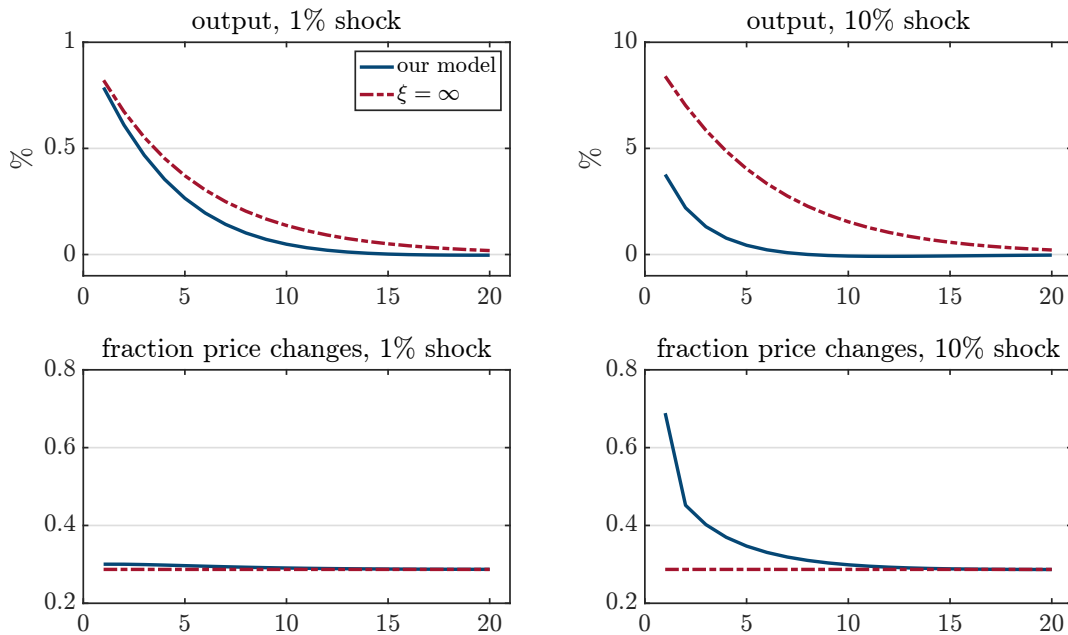 output, 1% shock
1
0.5
0
%
0 5 10 15 20
our model
ξ = ∞
output, 10% shock
10
5
0
%
0 5 10 15 20
fraction price changes, 1% shock
0.8
0.6
0.4
0.2
0 5 10 15 20
fraction price changes, 10% shock
0.8
0.6
0.4
0.2
0 5 10 15 20